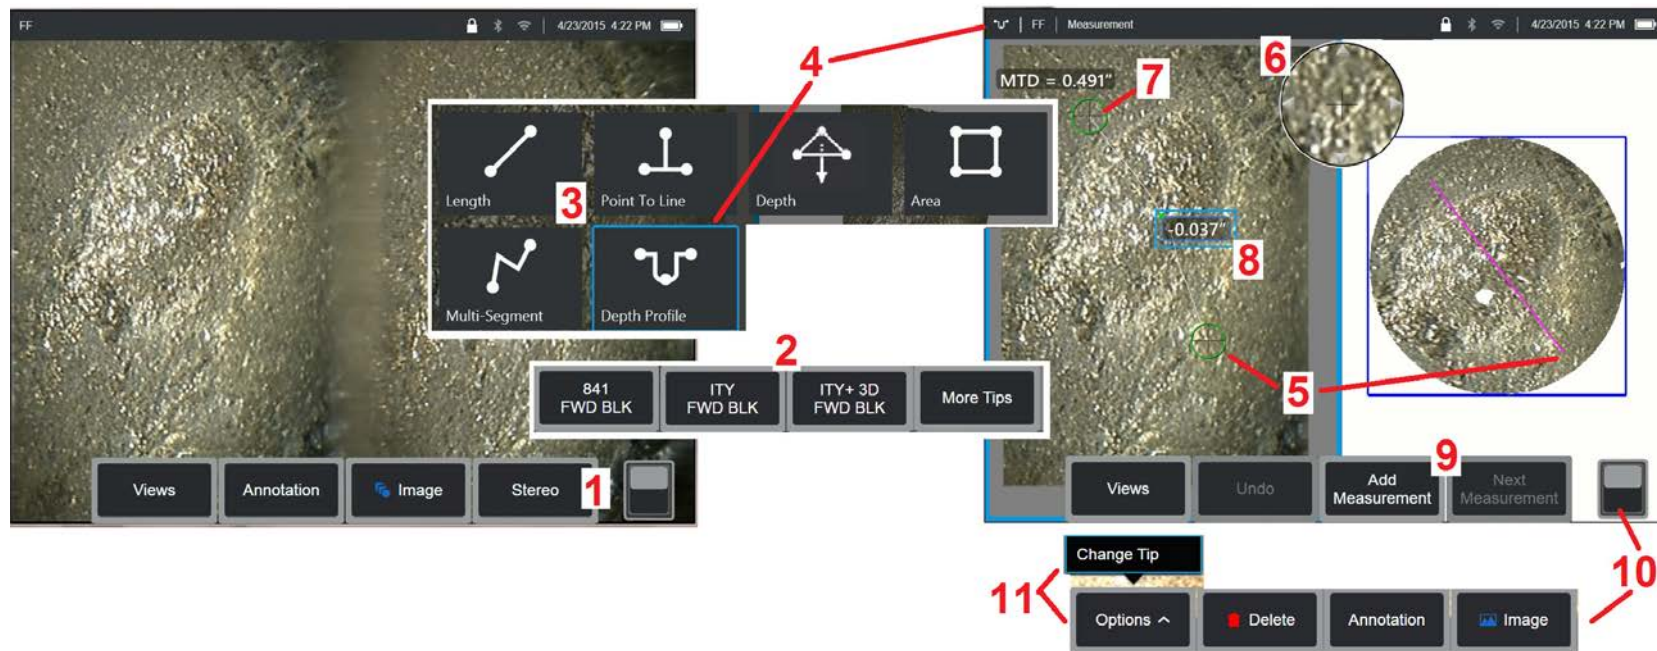 FF
4/23/2015 4:22 PM
FF Measurement
4/23/2015 4:22 PM
4
6
7
MTD = 0.491"
Length
3
Point To Line
Depth
Area
-0.037"
8
Multi-Segment
Depth Profile
2
5
841
FWD BLK
ITY
FWD BLK
ITY+ 3D
FWD BLK
More Tips
Views
Annotation
Image
Stereo
1
9
Views
Undo
Add
Measurement
Next
Measurement
10
Change Tip
11
Options
Delete
Annotation
Image